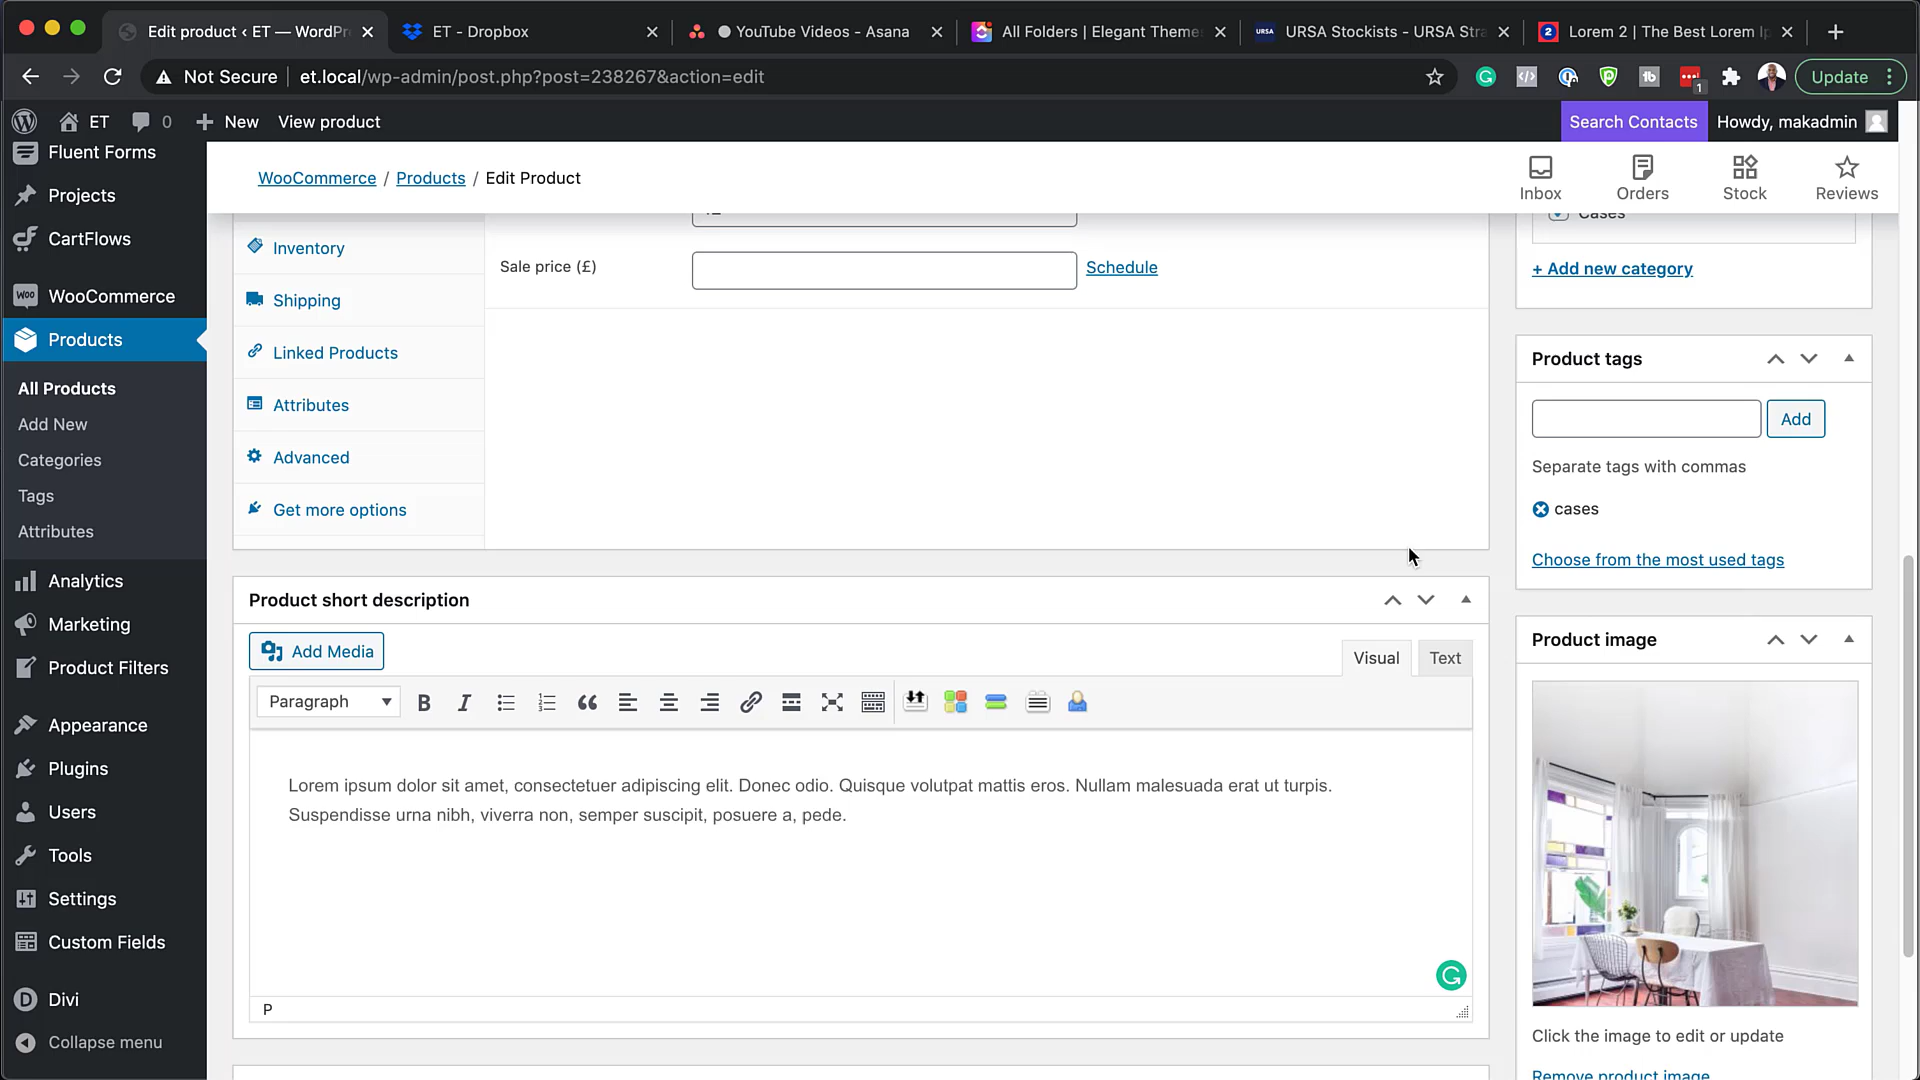 Edit product ‹ ET — WordPr
ET - Dropbox
YouTube Videos - Asana
All Folders | Elegant Theme
URSA
URSA Stockists - URSA Stra
2
Lorem 2 | The Best Lorem Ip
Not Secure
et.local/wp-admin/post.php?post=238267&action=edit
1
Update
ET
0
New
View product
Search Contacts
Howdy, makadmin
Fluent Forms
Projects
CartFlows
WooCommerce
Products
All Products
Add New
Categories
Tags
Attributes
Analytics
Marketing
Product Filters
Appearance
Plugins
Users
Tools
Settings
Custom Fields
Divi
Collapse menu
WooCommerce / Products / Edit Product
Inbox
Orders
Stock
Reviews
Inventory
Shipping
Linked Products
Attributes
Advanced
Get more options
Sale price (£)
Schedule
Product short description
Add Media
Visual
Text
Paragraph
Lorem ipsum dolor sit amet, consectetuer adipiscing elit. Donec odio. Quisque volutpat mattis eros. Nullam malesuada erat ut turpis.
Suspendisse urna nibh, viverra non, semper suscipit, posuere a, pede.
P
Cases
+ Add new category
Product tags
Add
Separate tags with commas
cases
Choose from the most used tags
Product image
Click the image to edit or update
Remove product image